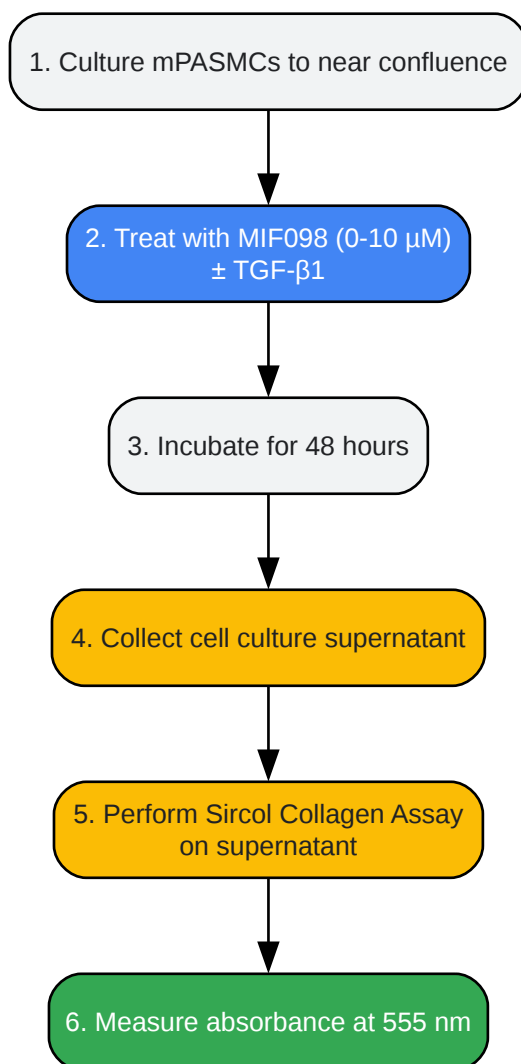 1. Culture mPASMCs to near confluence
2. Treat with MIF098 (0-10 µM)
± TGF-β1
3. Incubate for 48 hours
4. Collect cell culture supernatant
5. Perform Sircol Collagen Assay
on supernatant
6. Measure absorbance at 555 nm